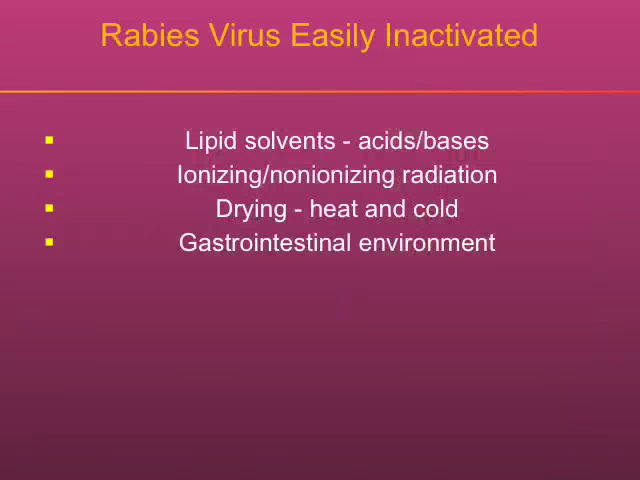 Rabies Virus Easily Inactivated
▪ Lipid solvents - acids/bases
▪ Ionizing/nonionizing radiation
▪ Drying - heat and cold
▪ Gastrointestinal environment